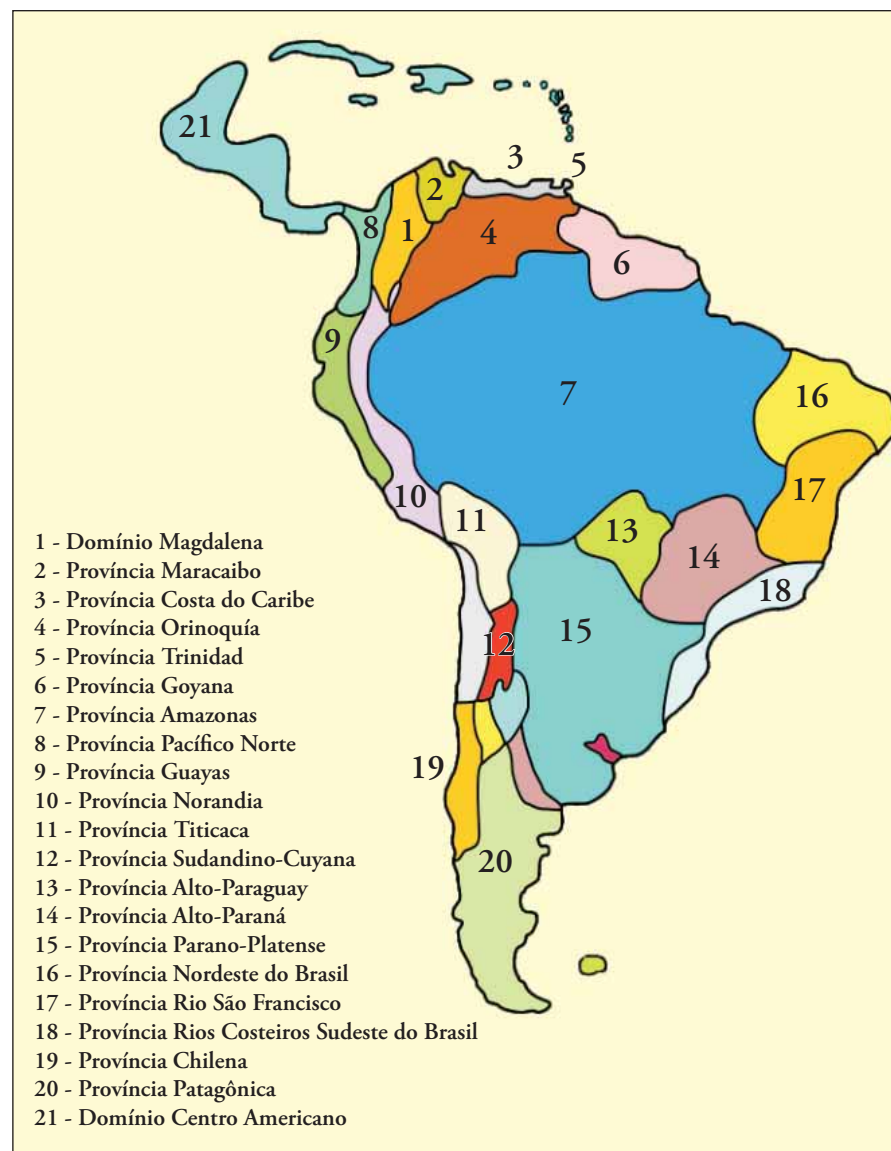 3
5
21
2
8
1
4
6
9
7
16
10
11
13
17
14
18
12
15
19
20
1 - Domínio Magdalena
2 - Província Maracaibo
3 - Província Costa do Caribe
4 - Província Orinoquía
5 - Província Trinidad
6 - Província Goyana
7 - Província Amazonas
8 - Província Pacífico Norte
9 - Província Guayas
10 - Província Norandia
11 - Província Titicaca
12 - Província Sudandino-Cuyana
13 - Província Alto-Paraguay
14 - Província Alto-Paraná
15 - Província Parano-Platense
16 - Província Nordeste do Brasil
17 - Província Rio São Francisco
18 - Província Rios Costeiros Sudeste do Brasil
19 - Província Chilena
20 - Província Patagônica
21 - Domínio Centro Americano